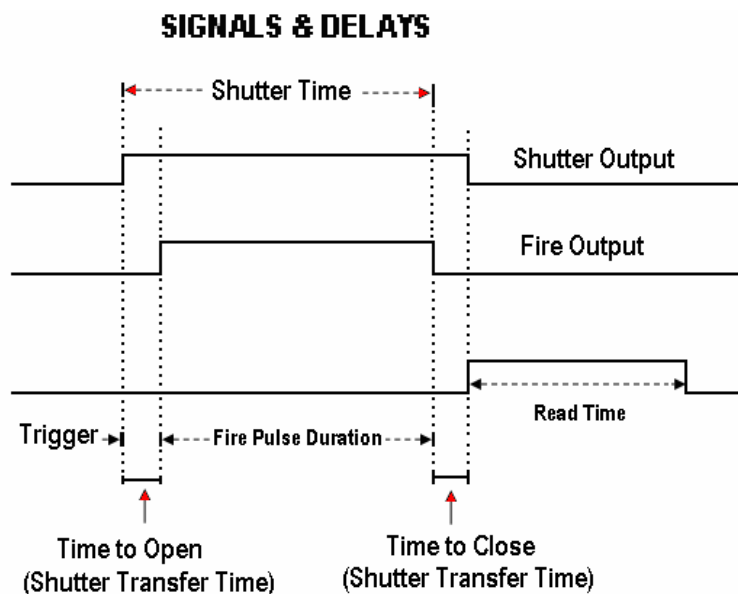 SIGNALS & DELAYS
Shutter Time
Shutter Output
Fire Output
Read Time
Trigger
Fire Pulse Duration
Time to Open
(Shutter Transfer Time)
Time to Close
(Shutter Transfer Time)